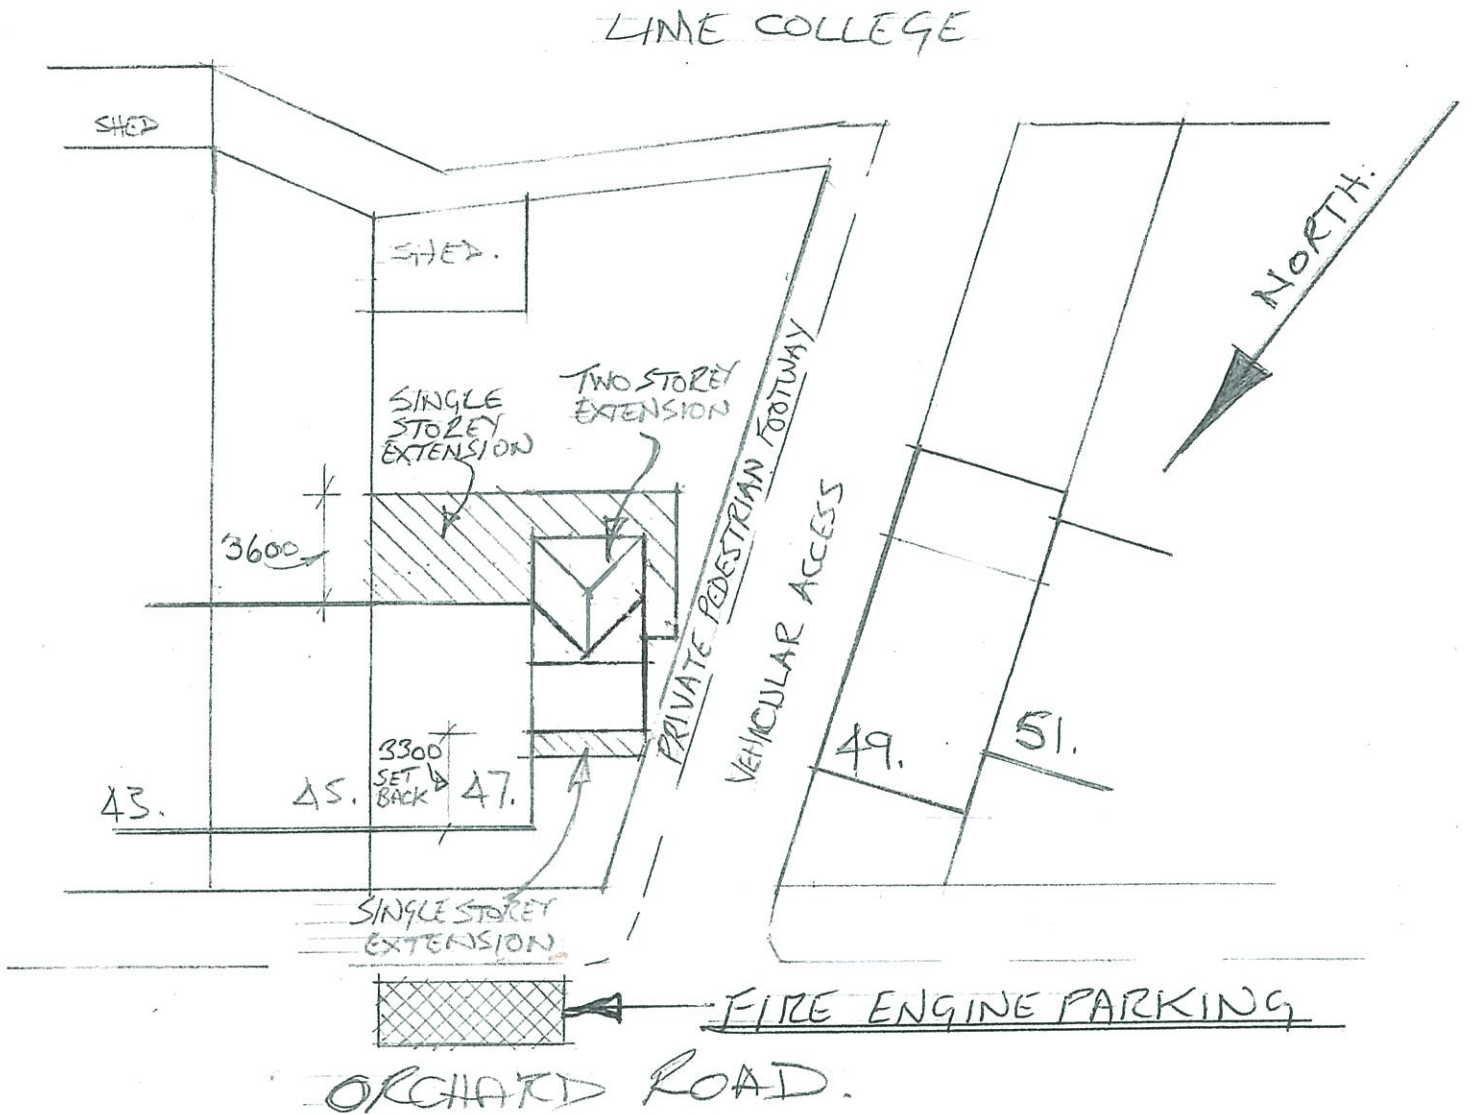 LIME COLLEGE
SHED
SHED.
NORTH.
SINGLE
STOREY
EXTENSION
TWO STOREY
EXTENSION
PRIVATE PEDESTRIAN FOOTWAY
VEHICULAR ACCESS
3600
3300
SET
BACK
43.
45.
47.
49.
51.
SINGLE STOREY
EXTENSION
FIRE ENGINE PARKING
ORCHARD ROAD.